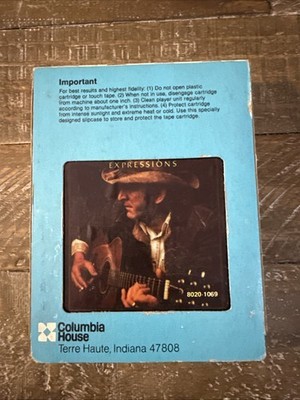 Important
For best results and highest fidelity: (1) Do not open plastic
cartridge or touch tape. (2) When not in use, disengage cartridge
from machine about one inch. (3) Clean player unit regularly
according to manufacturer's instructions. (4) Protect cartridge
from intense sunlight and extreme heat or cold. Use this specially
designed slipcase to store and protect the tape cartridge.
EXPRESSIONS
8020-1069
Columbia
House
Terre Haute, Indiana 47808